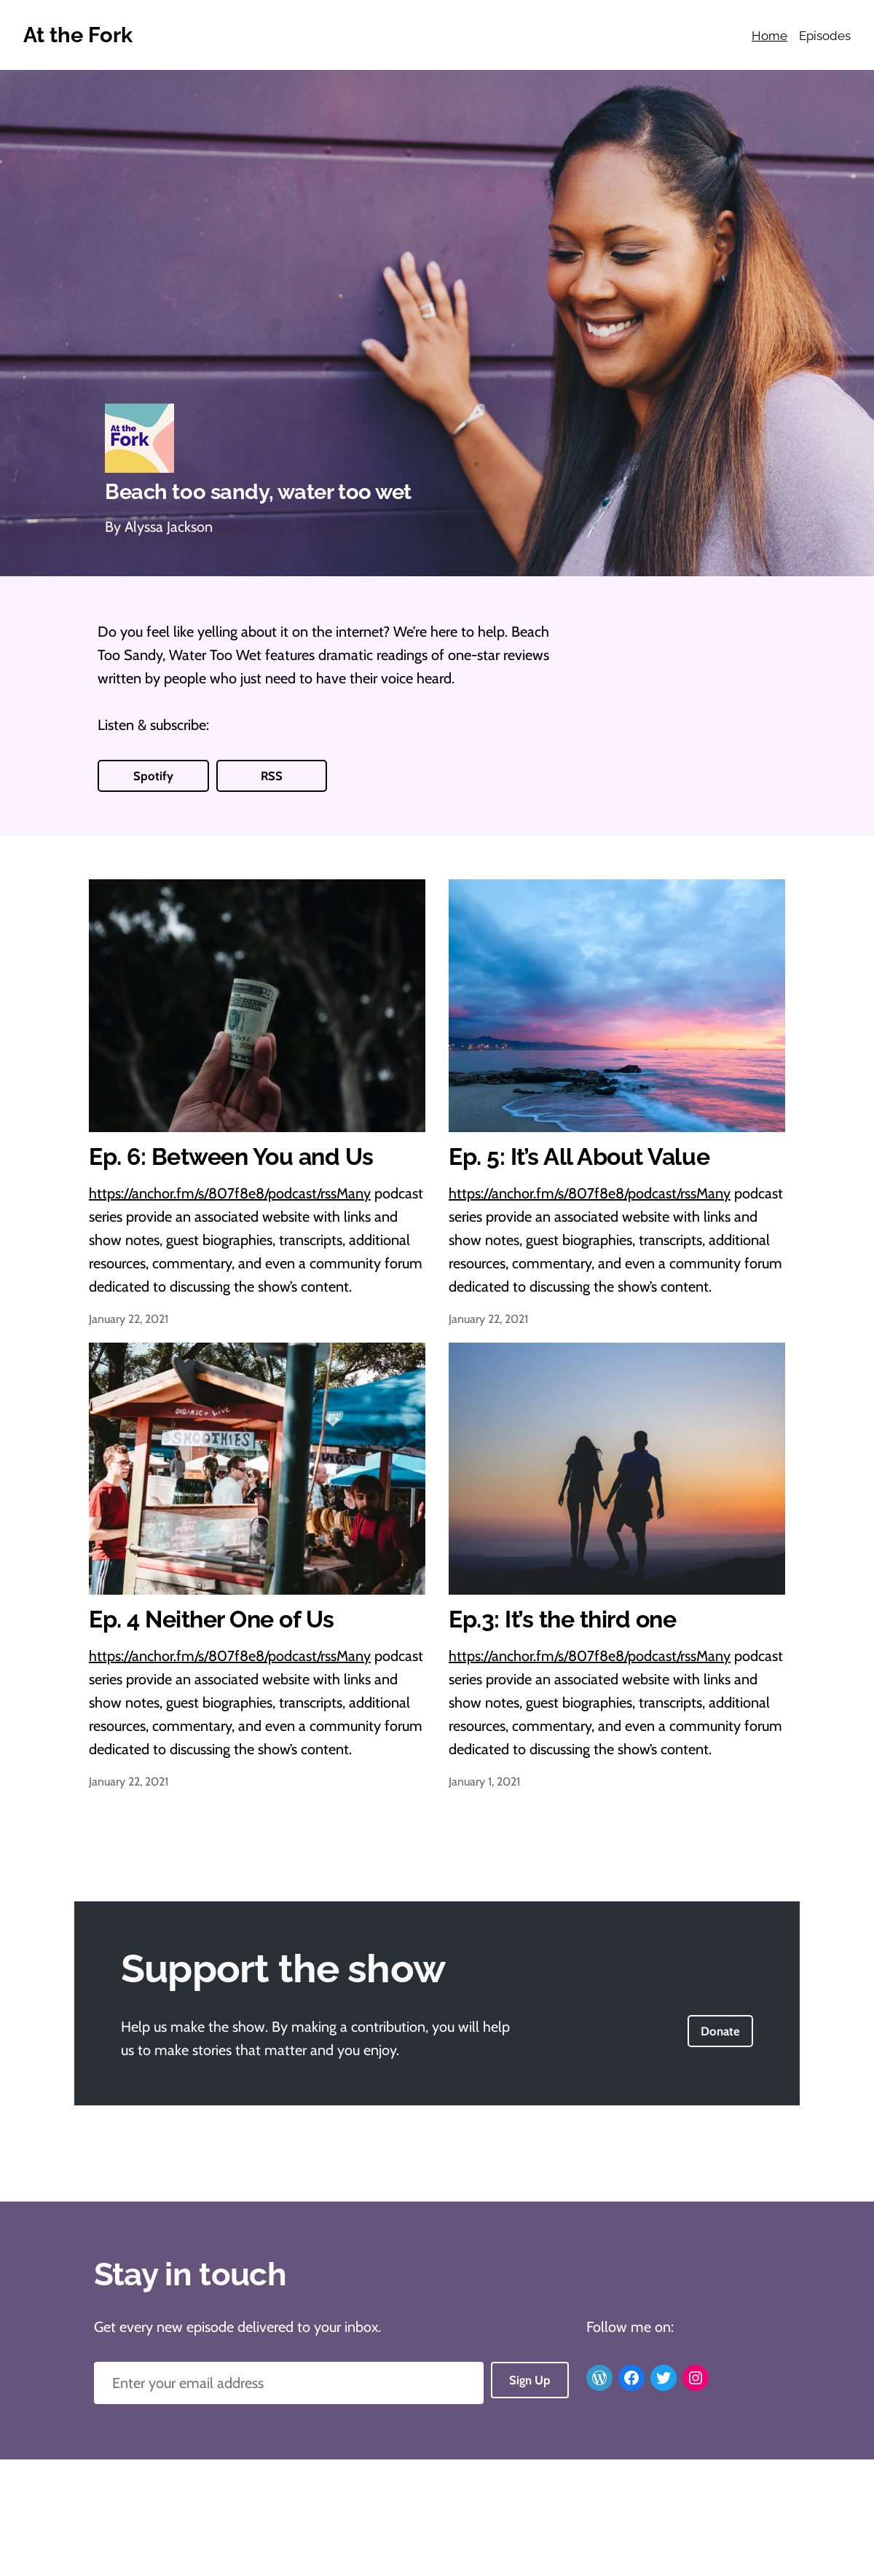 At the Fork
Home Episodes
At the
Fork
Beach too sandy, water too wet
By Alyssa Jackson
Do you feel like yelling about it on the internet? We’re here to help. Beach
Too Sandy, Water Too Wet features dramatic readings of one-star reviews
written by people who just need to have their voice heard.
Listen & subscribe:
Spotify RSS
Ep. 6: Between You and Us
https://anchor.fm/s/807f8e8/podcast/rssMany podcast
series provide an associated website with links and
show notes, guest biographies, transcripts, additional
resources, commentary, and even a community forum
dedicated to discussing the show’s content.
January 22, 2021
Ep. 5: It’s All About Value
https://anchor.fm/s/807f8e8/podcast/rssMany podcast
series provide an associated website with links and
show notes, guest biographies, transcripts, additional
resources, commentary, and even a community forum
dedicated to discussing the show’s content.
January 22, 2021
ORGANIC + LIVE
SMOOTHIES
Ep. 4 Neither One of Us
https://anchor.fm/s/807f8e8/podcast/rssMany podcast
series provide an associated website with links and
show notes, guest biographies, transcripts, additional
resources, commentary, and even a community forum
dedicated to discussing the show’s content.
January 22, 2021
Ep.3: It’s the third one
https://anchor.fm/s/807f8e8/podcast/rssMany podcast
series provide an associated website with links and
show notes, guest biographies, transcripts, additional
resources, commentary, and even a community forum
dedicated to discussing the show’s content.
January 1, 2021
Support the show
Help us make the show. By making a contribution, you will help
us to make stories that matter and you enjoy.
Donate
Stay in touch
Get every new episode delivered to your inbox.
Enter your email address
Sign Up
Follow me on: